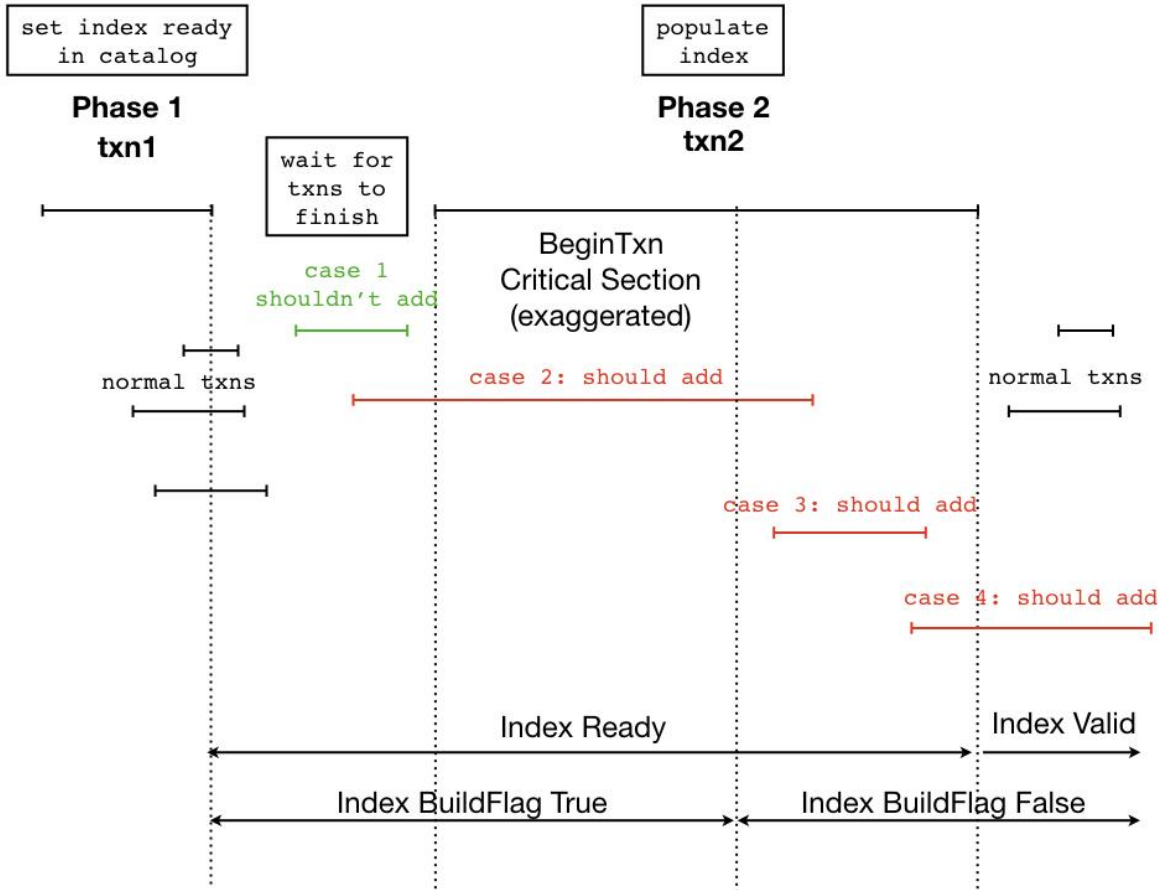 set index ready
in catalog
Phase 1
txn1
populate
index
Phase 2
txn2
wait for
txns to
finish
case 1
shouldn't add
BeginTxn
Critical Section
(exaggerated)
normal txns
case 2: should add
normal txns
case 3: should add
case 4: should add
Index Ready
Index Valid
Index BuildFlag True
Index BuildFlag False